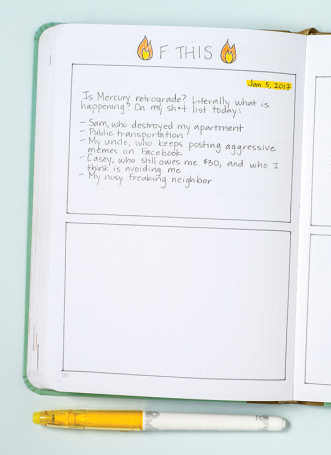 F THIS
Jan. 5, 2017
Is Mercury retrograde? Literally what is
happening? On my sh*t list today:
- Sam, who destroyed my apartment
- Public transportation
- My uncle, who keeps posting aggressive
memes on Facebook
- Casey, who still owes me $30, and who I
think is avoiding me
- My nosy freaking neighbor